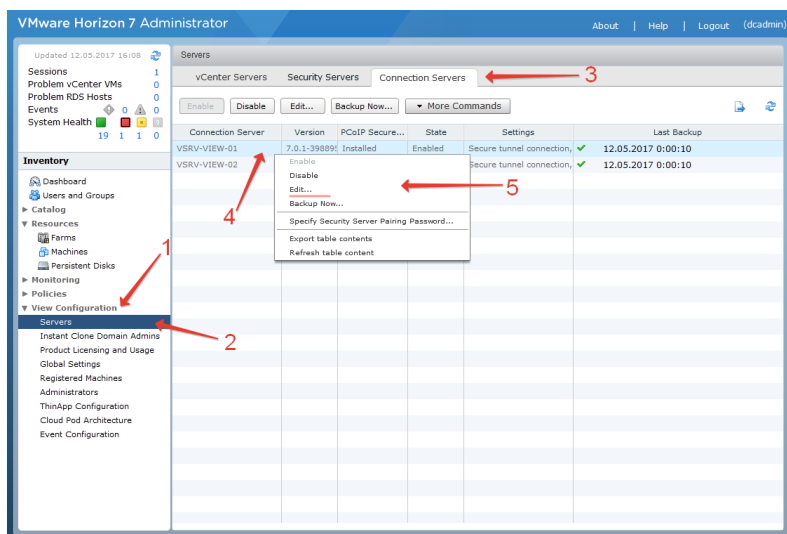 VMware Horizon 7 Administrator
About | Help | Logout (dcadmin)
Updated 12.05.2017 16:08
Sessions 1
Problem vCenter VMs 0
Problem RDS Hosts 0
Events 0 0
System Health
19 1 1 0
Inventory
Dashboard
Users and Groups
Catalog
Resources
Farms
Machines
Persistent Disks
Monitoring
Policies
View Configuration
Servers
Instant Clone Domain Admins
Product Licensing and Usage
Global Settings
Registered Machines
Administrators
ThinApp Configuration
Cloud Pod Architecture
Event Configuration
1
2
Servers
vCenter Servers Security Servers Connection Servers
3
Enable Disable Edit... Backup Now... More Commands
Connection Server Version PCoIP Secure... State Settings Last Backup
VSRV-VIEW-01 7.0.1-39889 Installed Enabled Secure tunnel connection, 12.05.2017 0:00:10
VSRV-VIEW-02 Secure tunnel connection, 12.05.2017 0:00:10
4
Enable
Disable
Edit...
5
Backup Now...
Specify Security Server Pairing Password...
Export table contents
Refresh table content